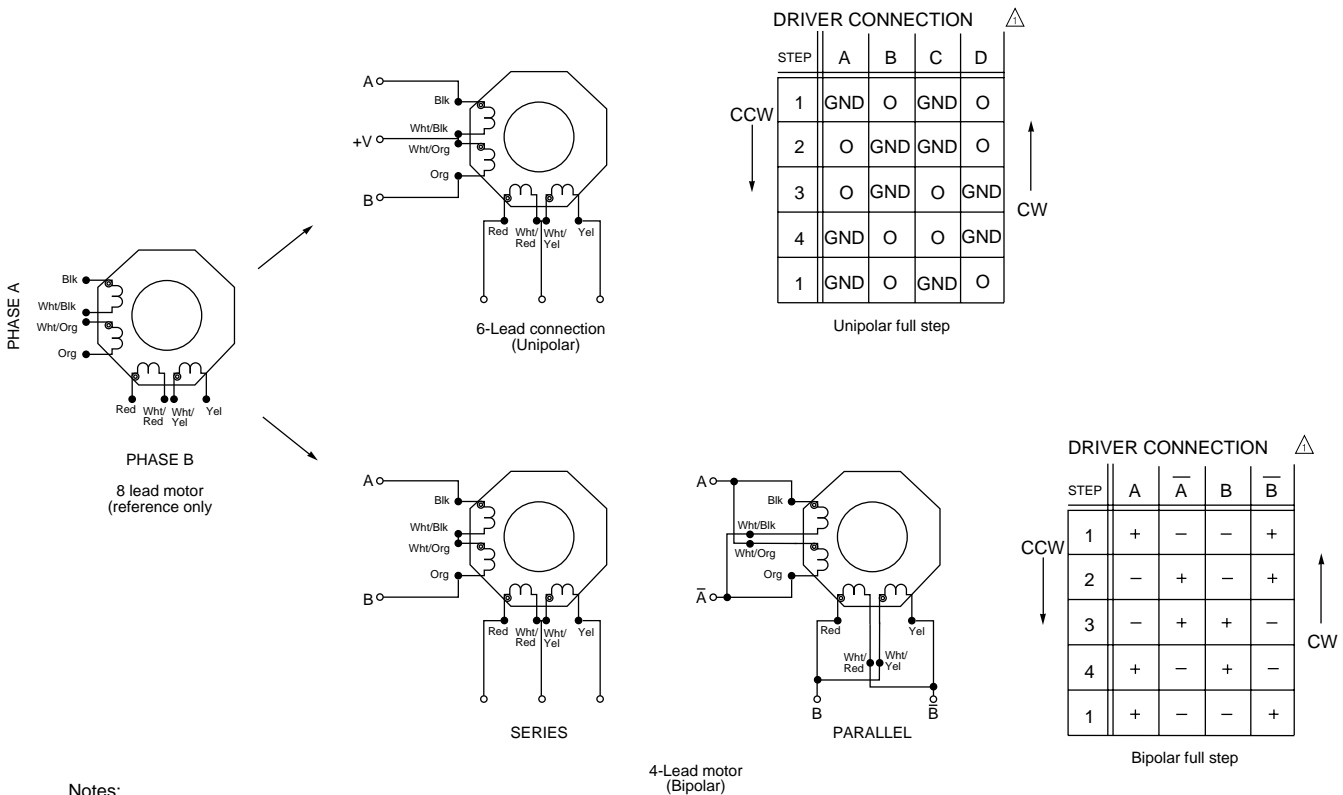 DRIVER CONNECTION 1
STEP A B C D
1 GND O GND O
2 O GND GND O
3 O GND O GND
4 GND O O GND
1 GND O GND O
CCW
CW
Unipolar full step
A
+V
B
Blk
Wht/Blk
Wht/Org
Org
Red
Wht/
Red
Wht/
Yel
Yel
6-Lead connection
(Unipolar)
PHASE A
Blk
Wht/Blk
Wht/Org
Org
Red
Wht/
Red
Wht/
Yel
Yel
PHASE B
8 lead motor
(reference only
A
B
Blk
Wht/Blk
Wht/Org
Org
Red
Wht/
Red
Wht/
Yel
Yel
SERIES
A
A̅
Blk
Wht/Blk
Wht/Org
Org
Red
Yel
Wht/
Red
Wht/
Yel
B
B̅
PARALLEL
4-Lead motor
(Bipolar)
DRIVER CONNECTION 1
STEP A A̅ B B̅
1 + − − +
2 − + − +
3 − + + −
4 + − + −
1 + − − +
CCW
CW
Bipolar full step
Notes: